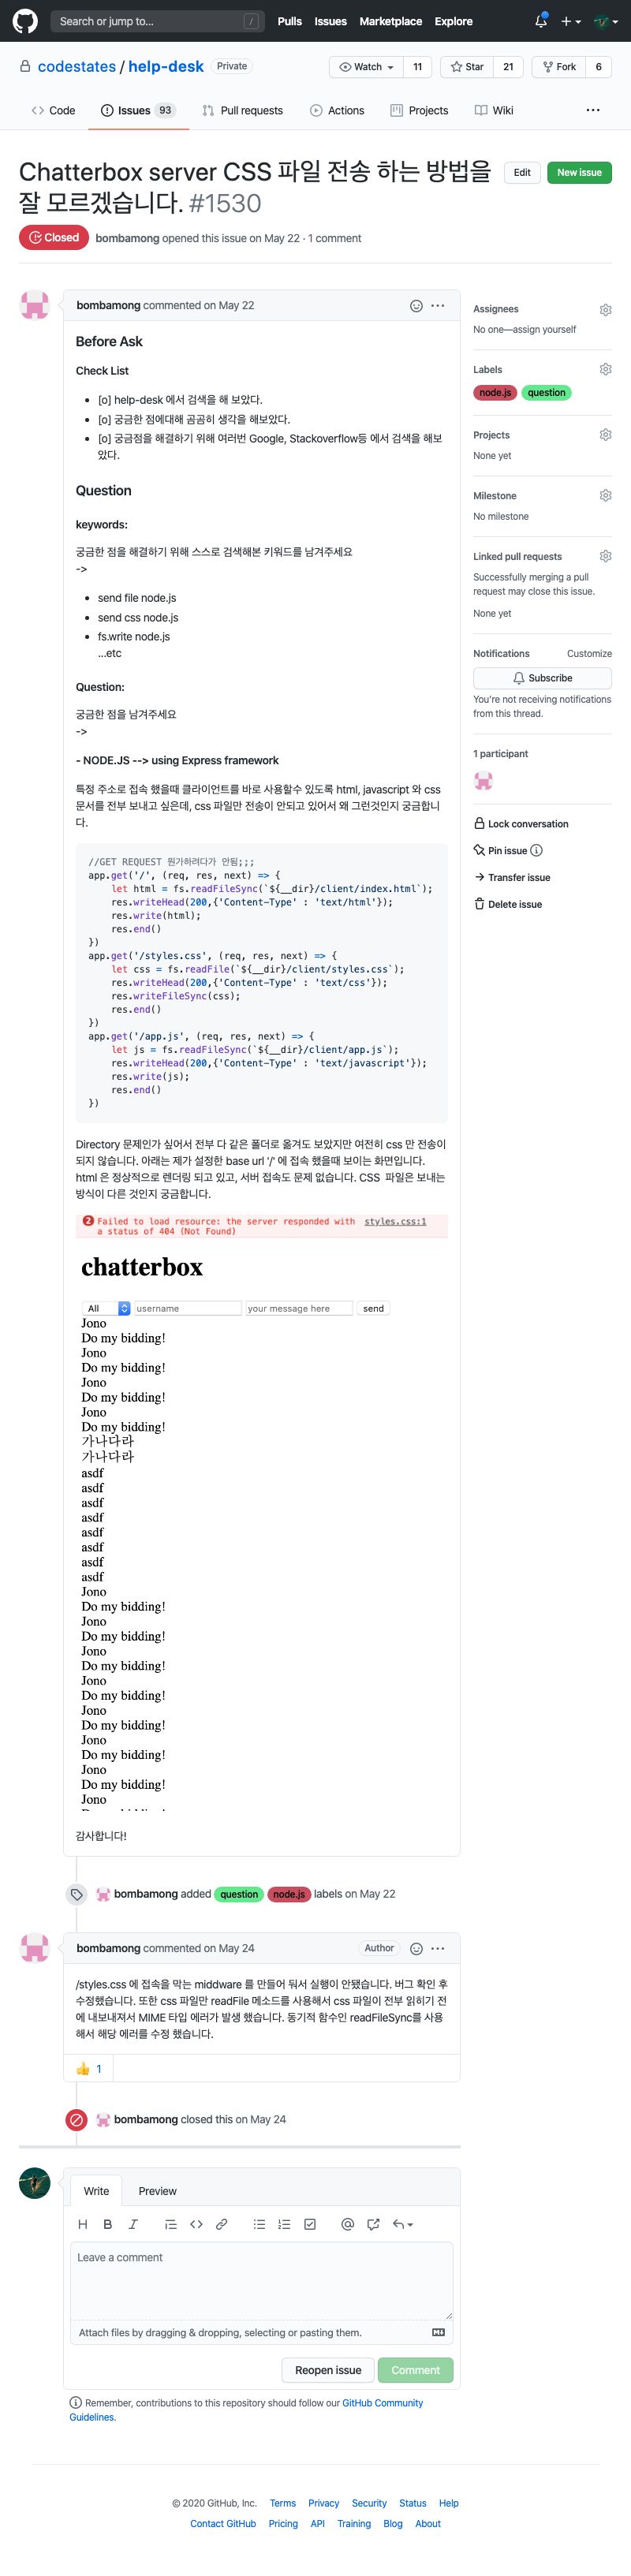 Search or jump to...
/
Pulls Issues Marketplace Explore
codestates / help-desk Private
Watch 11 Star 21 Fork 6
Code Issues 93 Pull requests Actions Projects Wiki
Chatterbox server CSS 파일 전송 하는 방법을
잘 모르겠습니다. #1530
Edit New issue
Closed bombamong opened this issue on May 22 · 1 comment
bombamong commented on May 22
Before Ask
Check List
[o] help-desk 에서 검색을 해 보았다.
[o] 궁금한 점에대해 곰곰히 생각을 해보았다.
[o] 궁금점을 해결하기 위해 여러번 Google, Stackoverflow등 에서 검색을 해보
았다.
Question
keywords:
궁금한 점을 해결하기 위해 스스로 검색해본 키워드를 남겨주세요
->
send file node.js
send css node.js
fs.write node.js
...etc
Question:
궁금한 점을 남겨주세요
->
- NODE.JS --> using Express framework
특정 주소로 접속 했을때 클라이언트를 바로 사용할수 있도록 html, javascript 와 css
문서를 전부 보내고 싶은데, css 파일만 전송이 안되고 있어서 왜 그런것인지 궁금합니
다.
//GET REQUEST 뭔가하려다가 안됨;;;
app.get('/', (req, res, next) => {
let html = fs.readFileSync(`${__dir}/client/index.html`);
res.writeHead(200,{'Content-Type' : 'text/html'});
res.write(html);
res.end()
})
app.get('/styles.css', (req, res, next) => {
let css = fs.readFile(`${__dir}/client/styles.css`);
res.writeHead(200,{'Content-Type' : 'text/css'});
res.writeFileSync(css);
res.end()
})
app.get('/app.js', (req, res, next) => {
let js = fs.readFileSync(`${__dir}/client/app.js`);
res.writeHead(200,{'Content-Type' : 'text/javascript'});
res.write(js);
res.end()
})
Directory 문제인가 싶어서 전부 다 같은 폴더로 옮겨도 보았지만 여전히 css 만 전송이
되지 않습니다. 아래는 제가 설정한 base url '/' 에 접속 했을때 보이는 화면입니다.
html 은 정상적으로 렌더링 되고 있고, 서버 접속도 문제 없습니다. CSS 파일은 보내는
방식이 다른 것인지 궁금합니다.
2 Failed to load resource: the server responded with styles.css:1
a status of 404 (Not Found)
chatterbox
All username your message here send
Jono
Do my bidding!
Jono
Do my bidding!
Jono
Do my bidding!
Jono
Do my bidding!
가나다라
가나다라
asdf
asdf
asdf
asdf
asdf
asdf
asdf
asdf
Jono
Do my bidding!
Jono
Do my bidding!
Jono
Do my bidding!
Jono
Do my bidding!
Jono
Do my bidding!
Jono
Do my bidding!
Jono
Do my bidding!
Jono
Do my bidding!
감사합니다!
Assignees
No one—assign yourself
Labels
node.js question
Projects
None yet
Milestone
No milestone
Linked pull requests
Successfully merging a pull
request may close this issue.
None yet
Notifications Customize
Subscribe
You're not receiving notifications
from this thread.
1 participant
Lock conversation
Pin issue
Transfer issue
Delete issue
bombamong added question node.js labels on May 22
bombamong commented on May 24 Author
/styles.css 에 접속을 막는 middware 를 만들어 둬서 실행이 안됐습니다. 버그 확인 후
수정했습니다. 또한 css 파일만 readFile 메소드를 사용해서 css 파일이 전부 읽히기 전
에 내보내져서 MIME 타입 에러가 발생 했습니다. 동기적 함수인 readFileSync를 사용
해서 해당 에러를 수정 했습니다.
👍 1
bombamong closed this on May 24
Write Preview
Leave a comment
Attach files by dragging & dropping, selecting or pasting them.
Reopen issue Comment
Remember, contributions to this repository should follow our GitHub Community
Guidelines.
© 2020 GitHub, Inc. Terms Privacy Security Status Help
Contact GitHub Pricing API Training Blog About